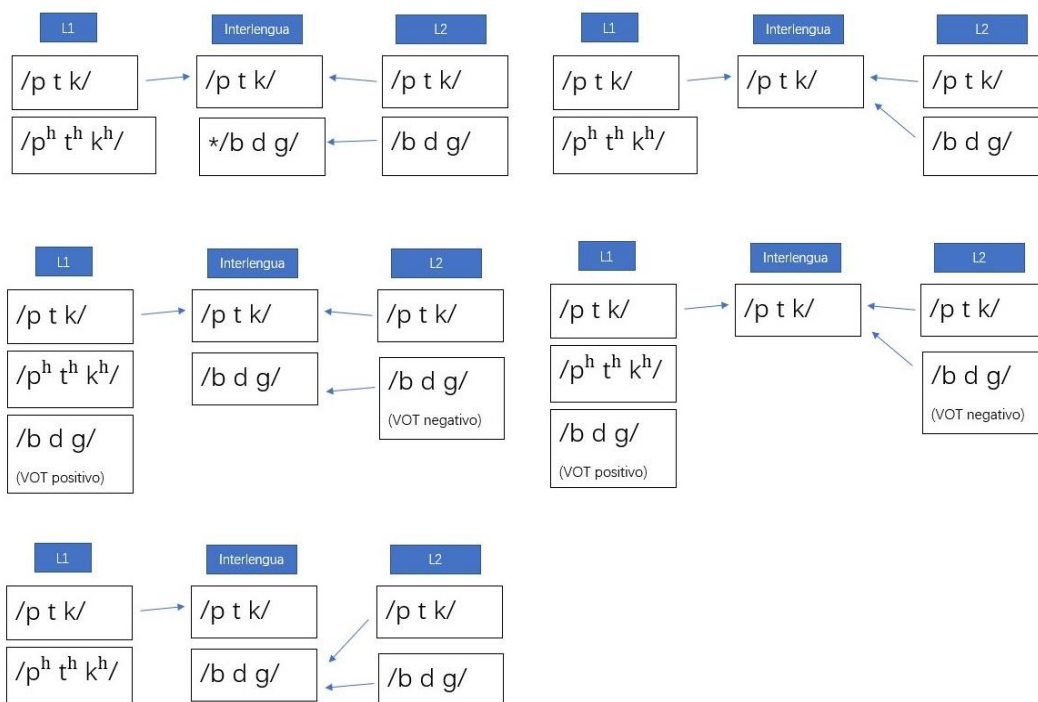 L1 Interlengua L2
/p t k/ /p t k/ /p t k/
/pʰ tʰ kʰ/ */b d g/ /b d g/
L1 Interlengua L2
/p t k/ /p t k/ /p t k/
/pʰ tʰ kʰ/ /b d g/
L1 Interlengua L2
/p t k/ /p t k/ /p t k/
/pʰ tʰ kʰ/ /b d g/ /b d g/
(VOT negativo)
/b d g/
(VOT positivo)
L1 Interlengua L2
/p t k/ /p t k/ /p t k/
/pʰ tʰ kʰ/ /b d g/
(VOT negativo)
/b d g/
(VOT positivo)
L1 Interlengua L2
/p t k/ /p t k/ /p t k/
/pʰ tʰ kʰ/ /b d g/ /b d g/